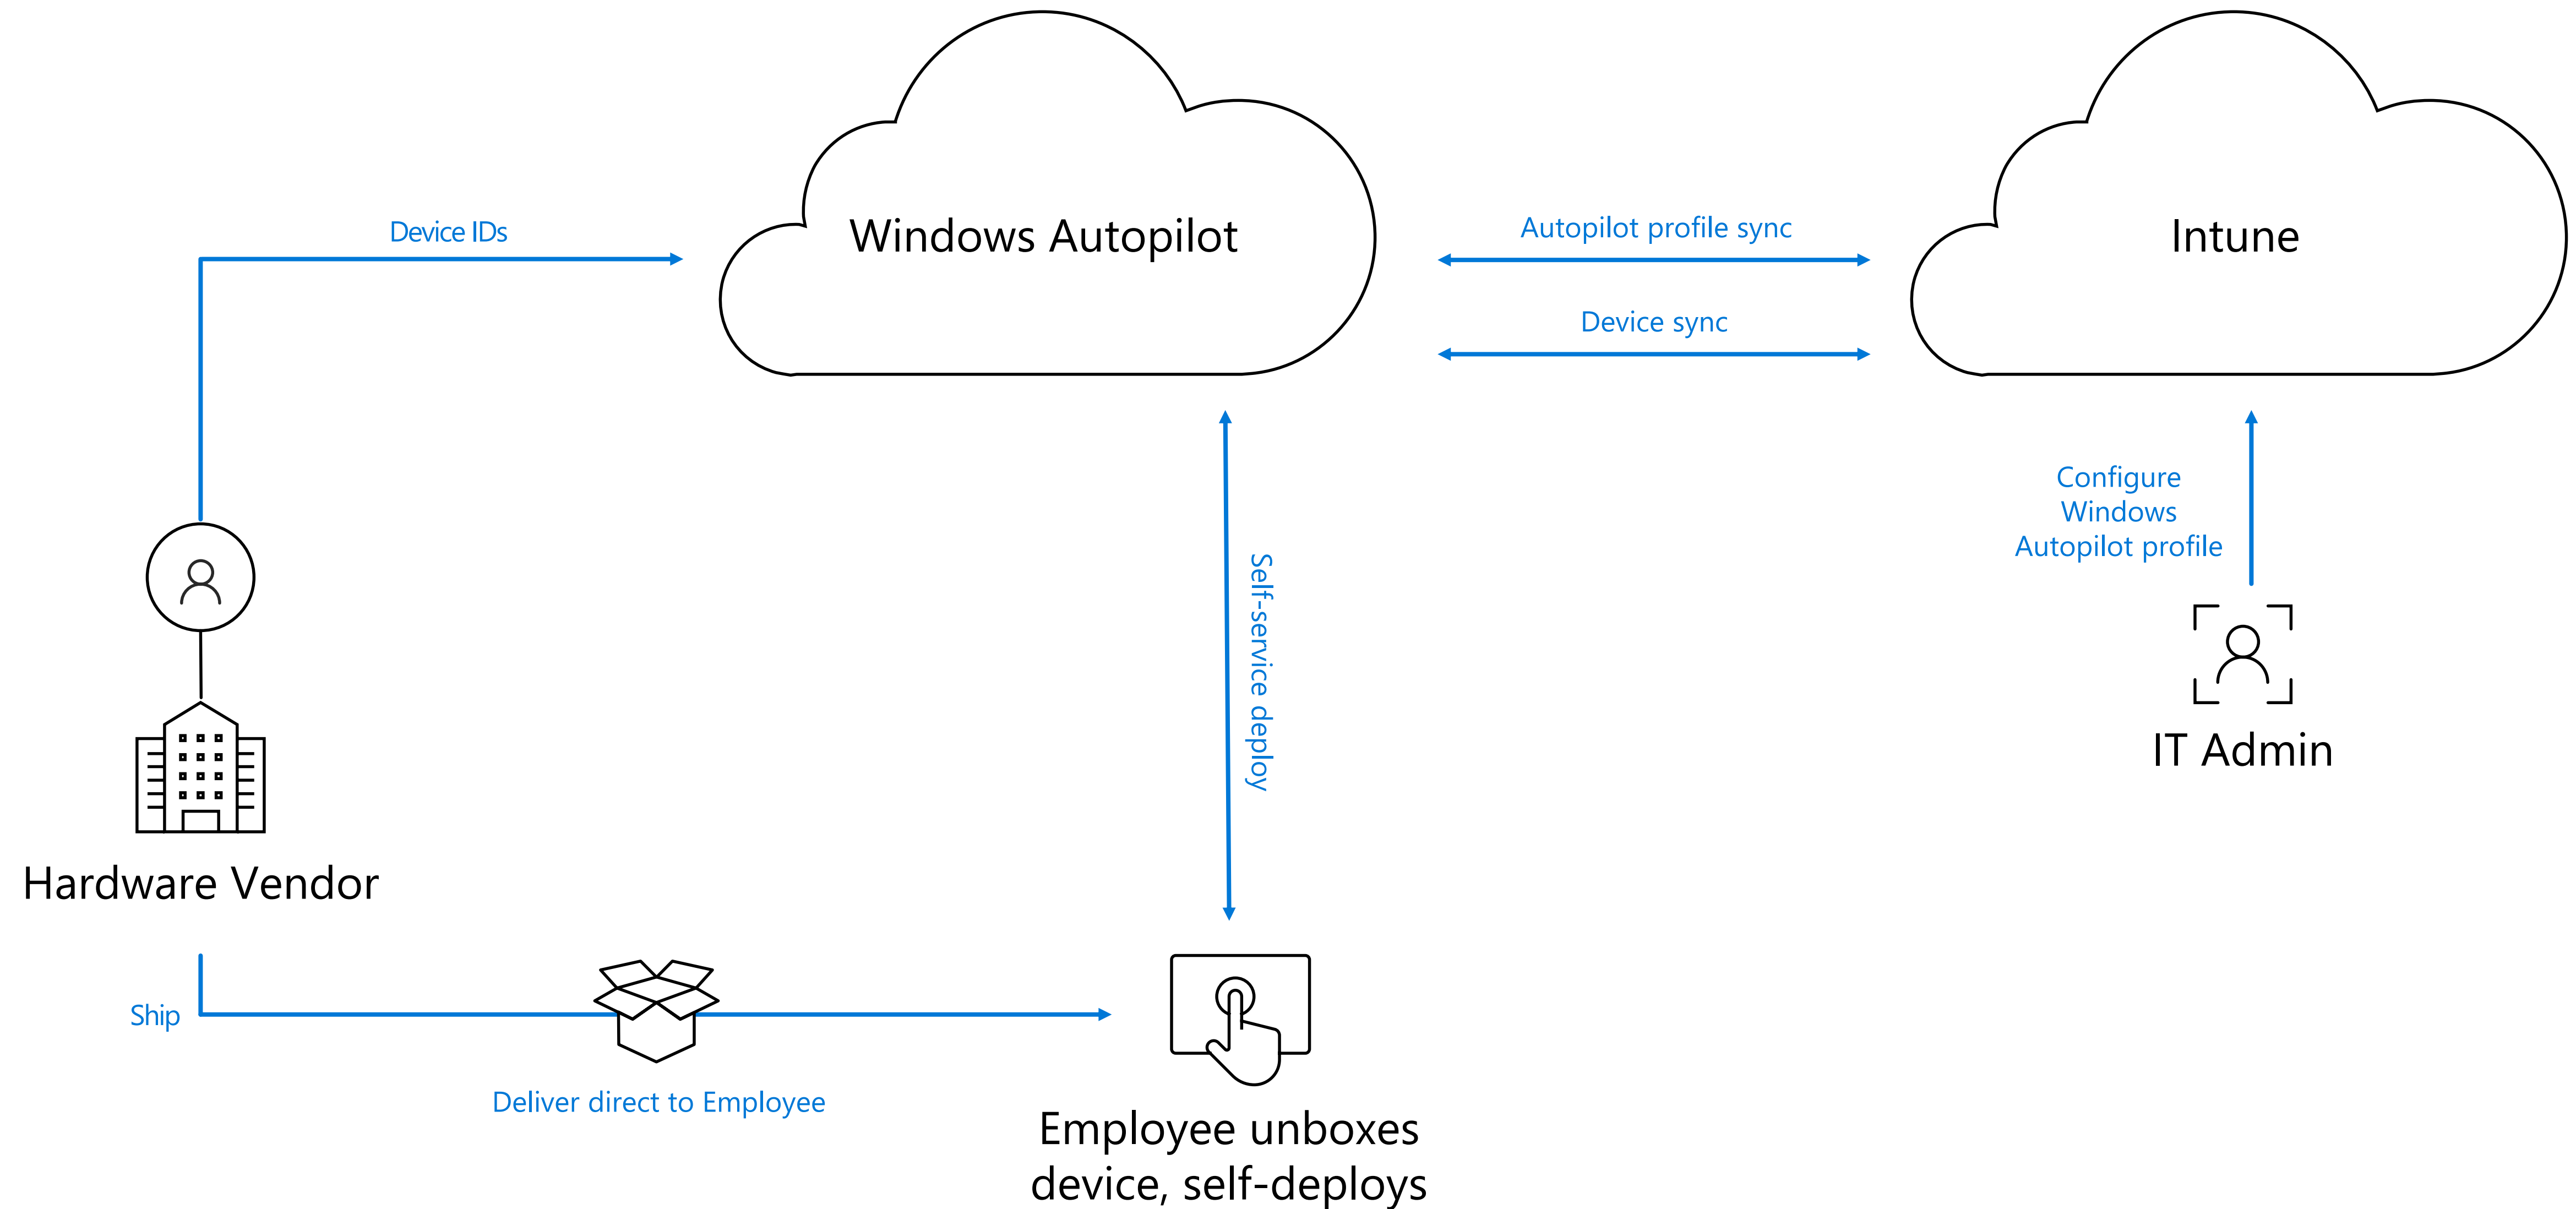 Windows Autopilot
Intune
Device IDs
Autopilot profile sync
Device sync
Configure
Windows
Autopilot profile
Self-service deploy
IT Admin
Hardware Vendor
Ship
Deliver direct to Employee
Employee unboxes
device, self-deploys